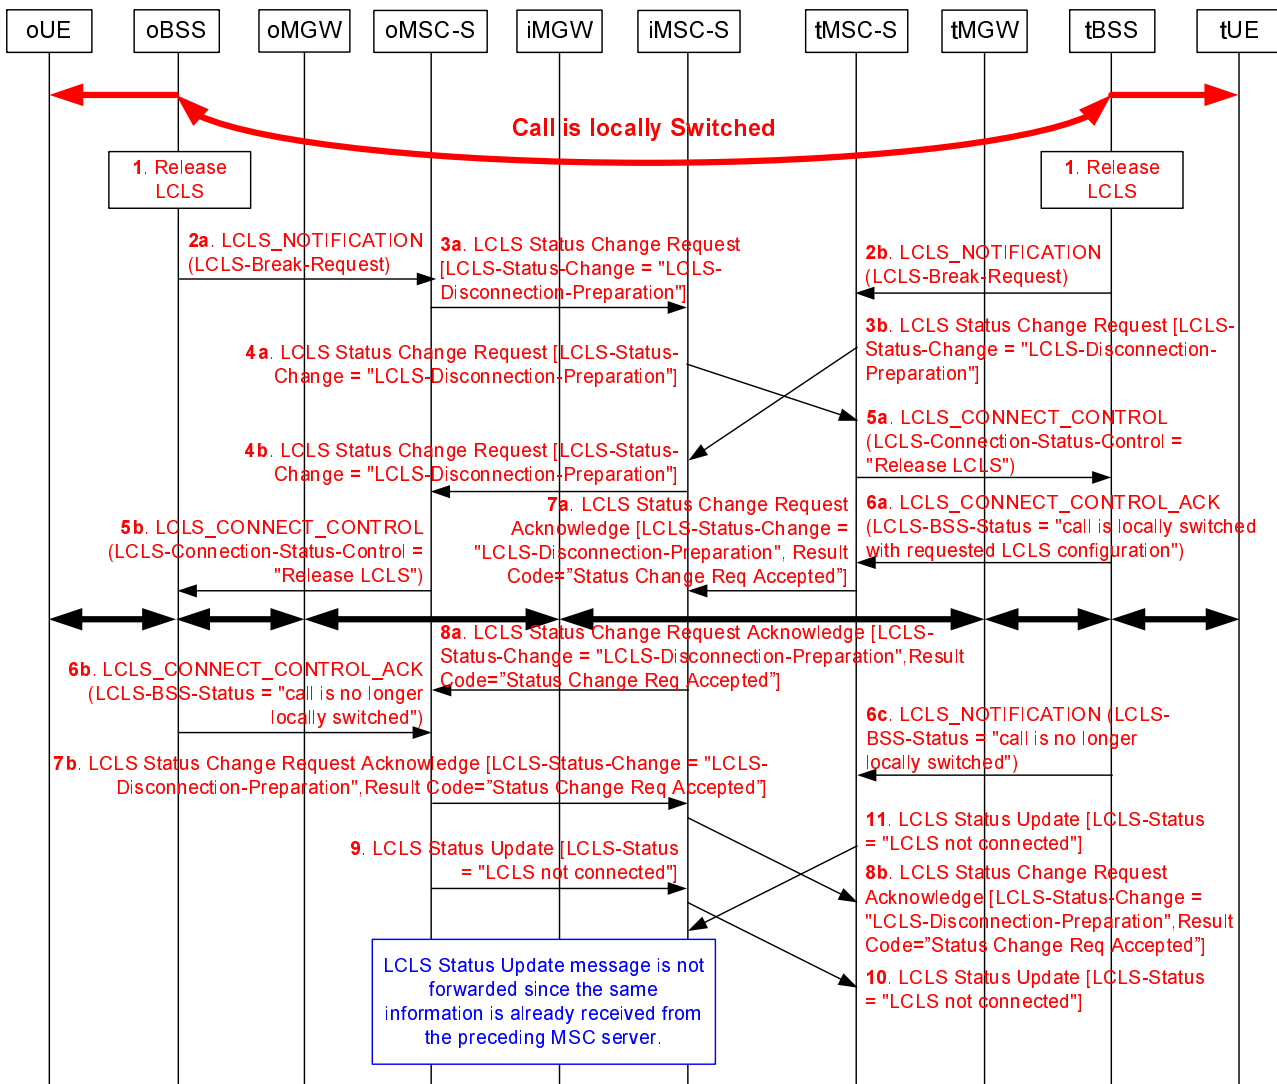 oUE oBSS oMGW oMSC-S iMGW iMSC-S tMSC-S tMGW tBSS tUE
Call is locally Switched
1. Release
LCLS
1. Release
LCLS
2a. LCLS_NOTIFICATION
(LCLS-Break-Request)
3a. LCLS Status Change Request
[LCLS-Status-Change = "LCLS-
Disconnection-Preparation"]
2b. LCLS_NOTIFICATION
(LCLS-Break-Request)
3b. LCLS Status Change Request [LCLS-
Status-Change = "LCLS-Disconnection-
Preparation"]
4a. LCLS Status Change Request [LCLS-Status-
Change = "LCLS-Disconnection-Preparation"]
5a. LCLS_CONNECT_CONTROL
(LCLS-Connection-Status-Control =
"Release LCLS")
4b. LCLS Status Change Request [LCLS-Status-
Change = "LCLS-Disconnection-Preparation"]
7a. LCLS Status Change Request
Acknowledge [LCLS-Status-Change =
"LCLS-Disconnection-Preparation", Result
Code=”Status Change Req Accepted”]
6a. LCLS_CONNECT_CONTROL_ACK
(LCLS-BSS-Status = "call is locally switched
with requested LCLS configuration")
5b. LCLS_CONNECT_CONTROL
(LCLS-Connection-Status-Control =
"Release LCLS")
8a. LCLS Status Change Request Acknowledge [LCLS-
Status-Change = "LCLS-Disconnection-Preparation",Result
Code=”Status Change Req Accepted”]
6b. LCLS_CONNECT_CONTROL_ACK
(LCLS-BSS-Status = "call is no longer
locally switched")
6c. LCLS_NOTIFICATION (LCLS-
BSS-Status = "call is no longer
locally switched")
7b. LCLS Status Change Request Acknowledge [LCLS-Status-Change = "LCLS-
Disconnection-Preparation",Result Code=”Status Change Req Accepted”]
11. LCLS Status Update [LCLS-Status
= "LCLS not connected"]
9. LCLS Status Update [LCLS-Status
= "LCLS not connected"]
8b. LCLS Status Change Request
Acknowledge [LCLS-Status-Change =
"LCLS-Disconnection-Preparation",Result
Code=”Status Change Req Accepted”]
LCLS Status Update message is not
forwarded since the same
information is already received from
the preceding MSC server.
10. LCLS Status Update [LCLS-Status
= "LCLS not connected"]